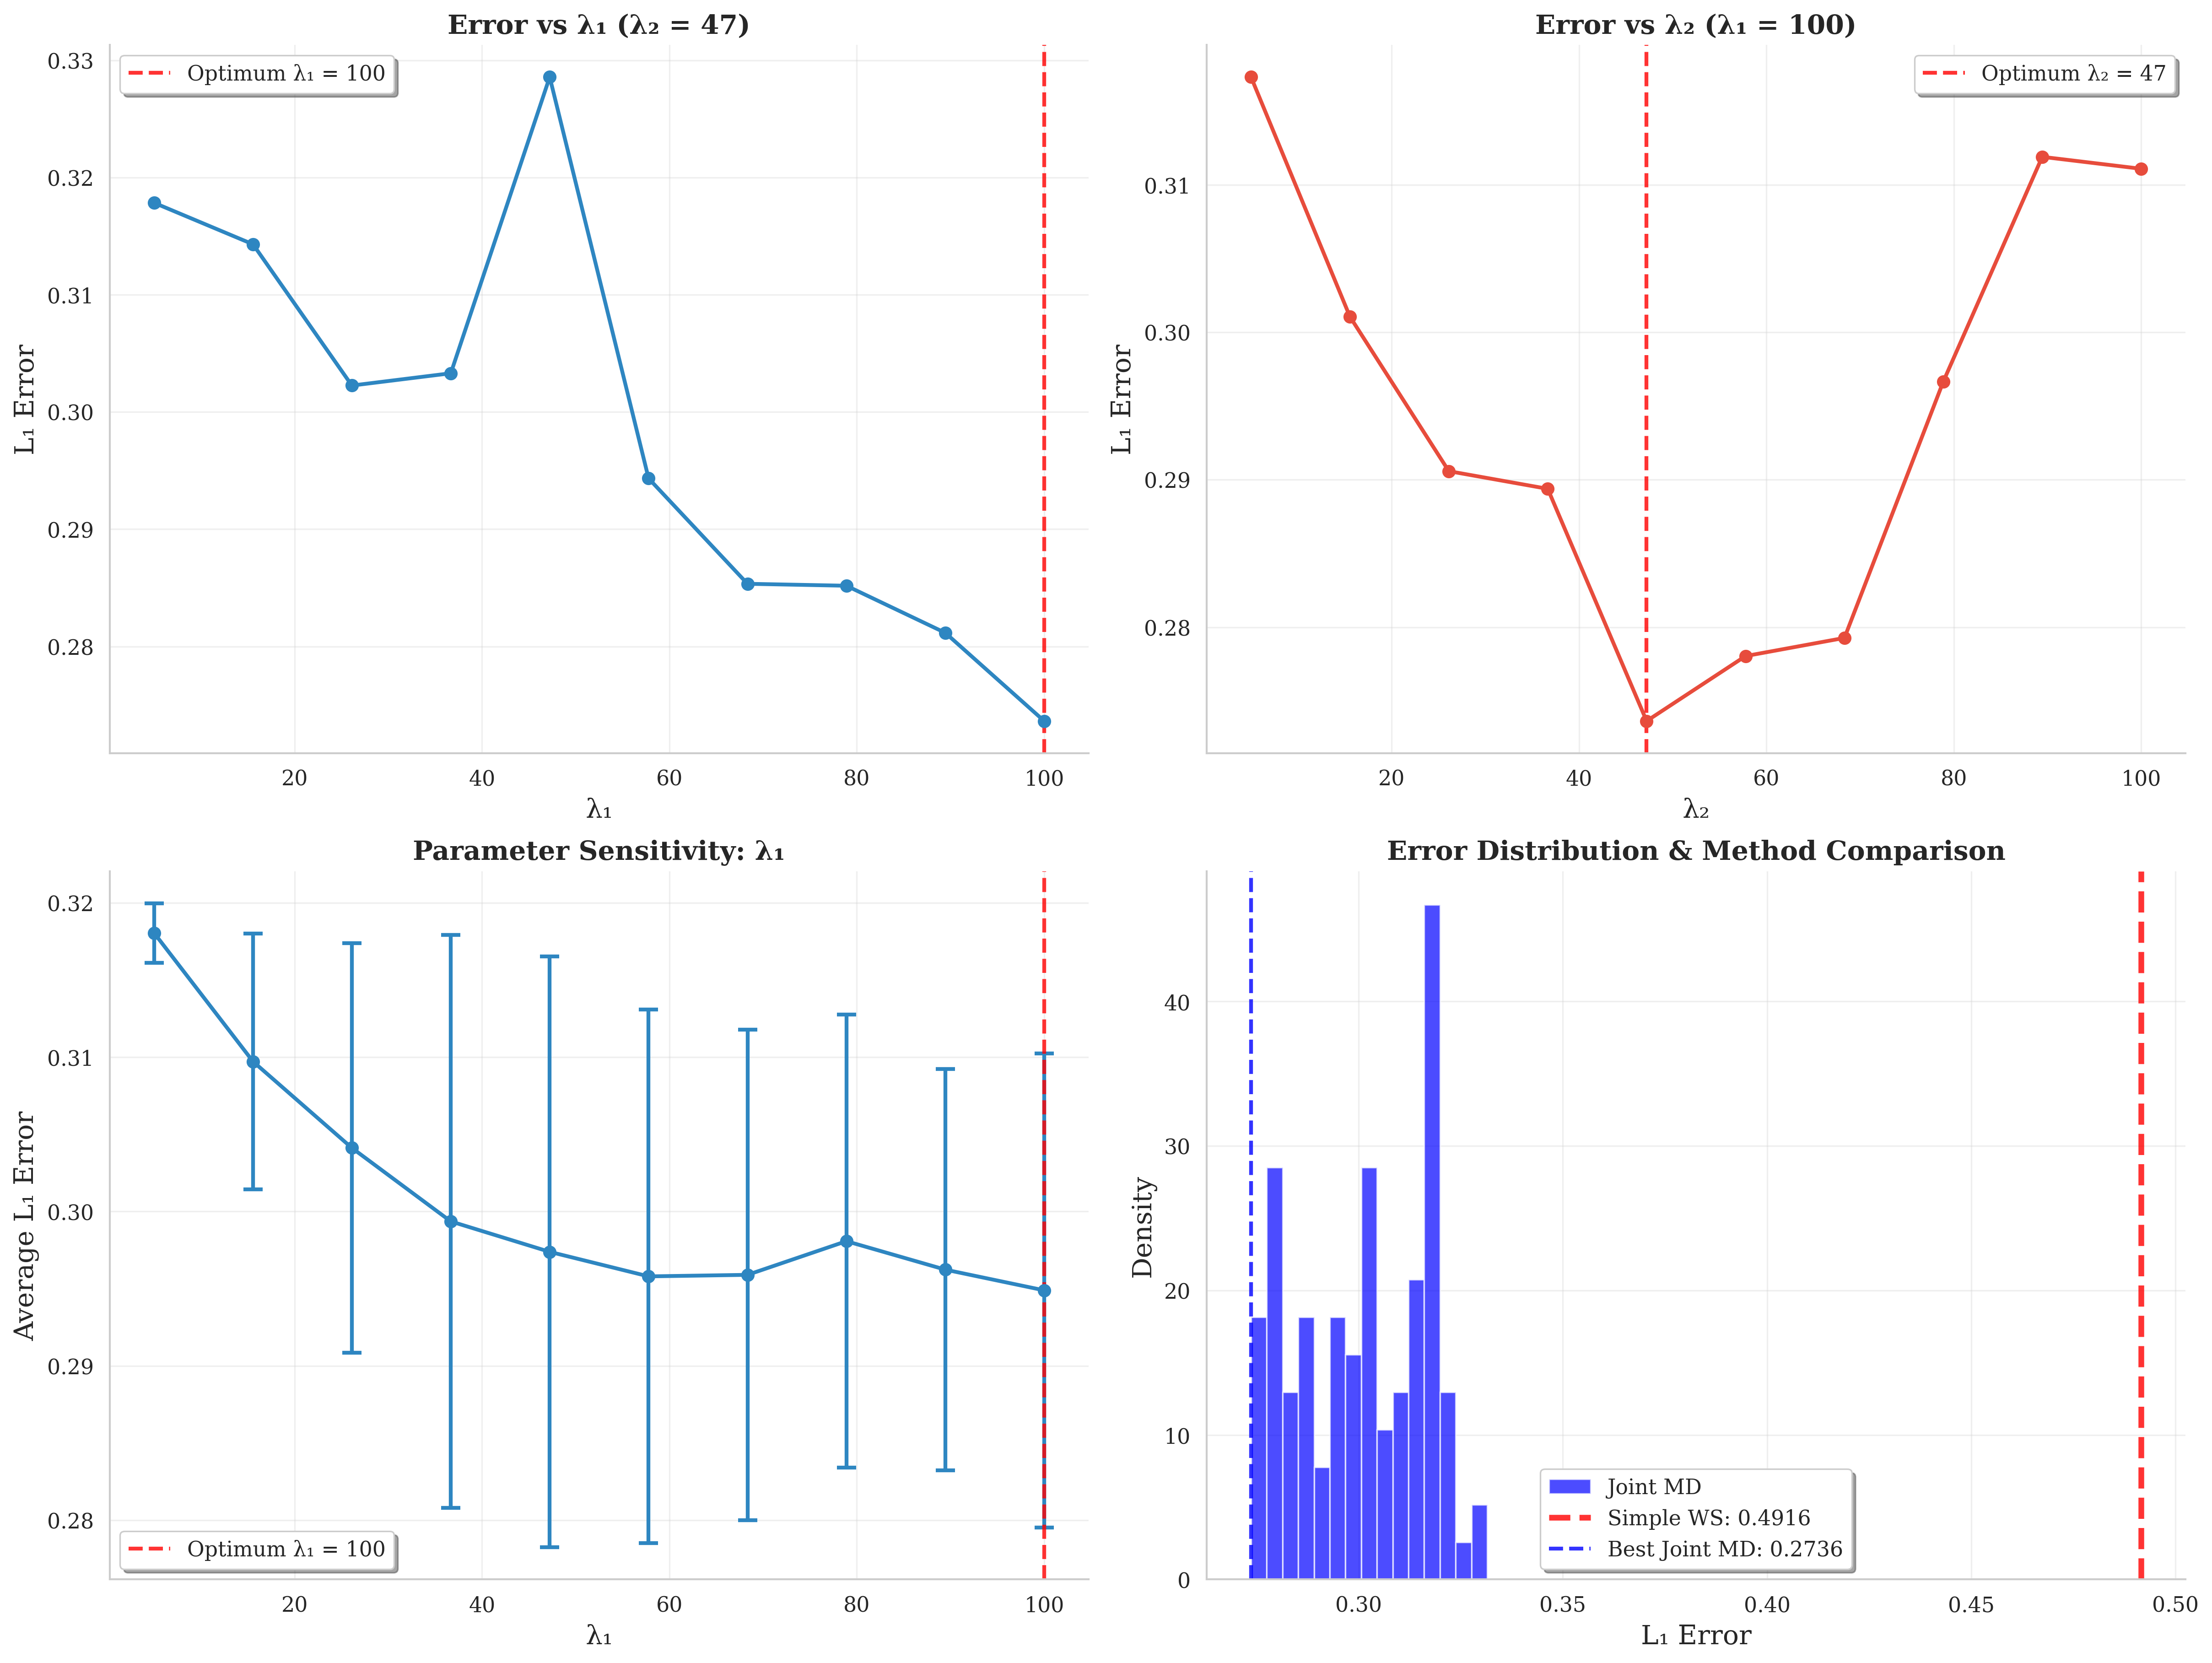 Error vs λ₁ (λ₂ = 47)
Optimum λ₁ = 100
0.33
0.32
0.31
0.30
0.29
0.28
L₁ Error
20 40 60 80 100
λ₁
Error vs λ₂ (λ₁ = 100)
Optimum λ₂ = 47
0.31
0.30
0.29
0.28
L₁ Error
20 40 60 80 100
λ₂
Parameter Sensitivity: λ₁
0.32
0.31
0.30
0.29
0.28
Average L₁ Error
Optimum λ₁ = 100
20 40 60 80 100
λ₁
Error Distribution & Method Comparison
40
30
20
10
0
Density
Joint MD
Simple WS: 0.4916
Best Joint MD: 0.2736
0.30 0.35 0.40 0.45 0.50
L₁ Error